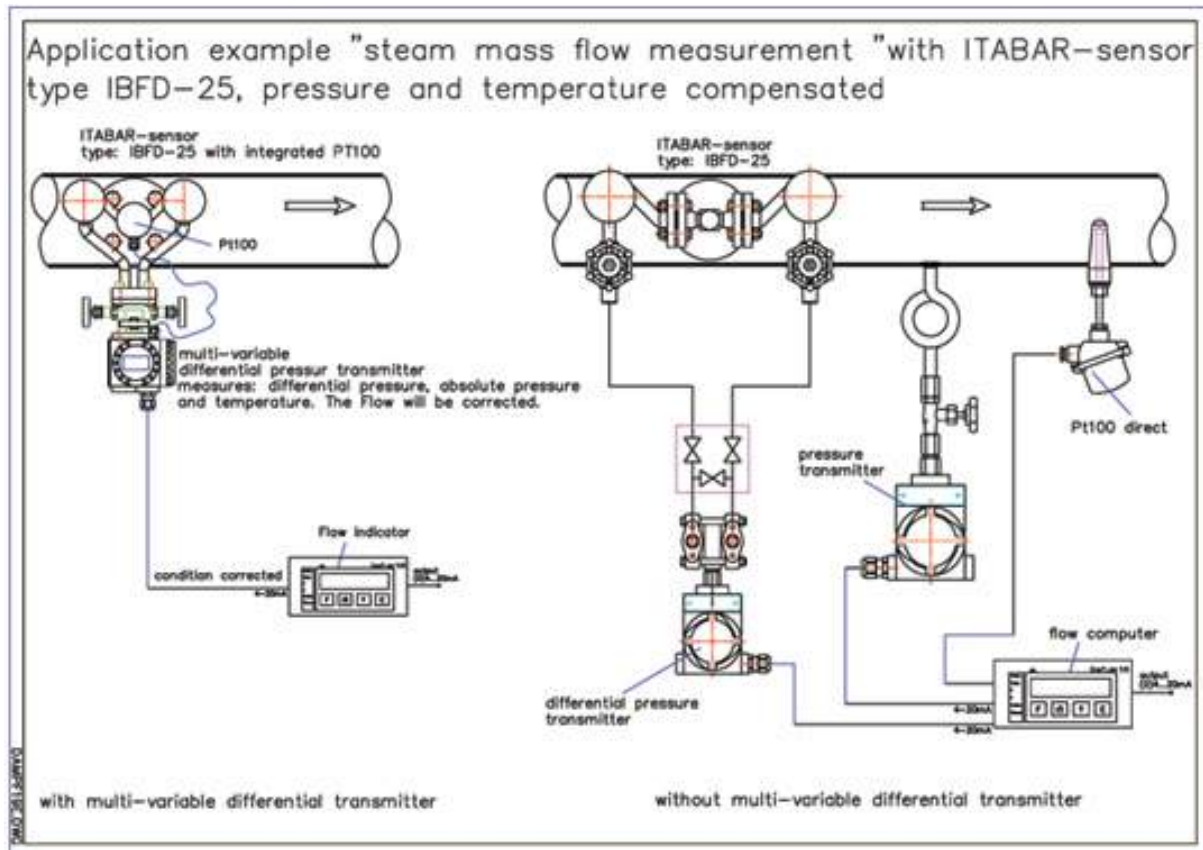 Application example "steam mass flow measurement "with ITABAR-sensor
type IBFD-25, pressure and temperature compensated
ITABAR-sensor
type: IBFD-25 with integrated PT100
Pt100
multi-variable
differential pressur transmitter
measures: differential pressure, absolute pressure
and temperature. The Flow will be corrected.
Flow indicator
condition corrected
4-20mA
output
with multi-variable differential transmitter
ITABAR-sensor
type: IBFD-25
Pt100 direct
pressure
transmitter
differential pressure
transmitter
flow computer
4-20mA
4-20mA
output
without multi-variable differential transmitter